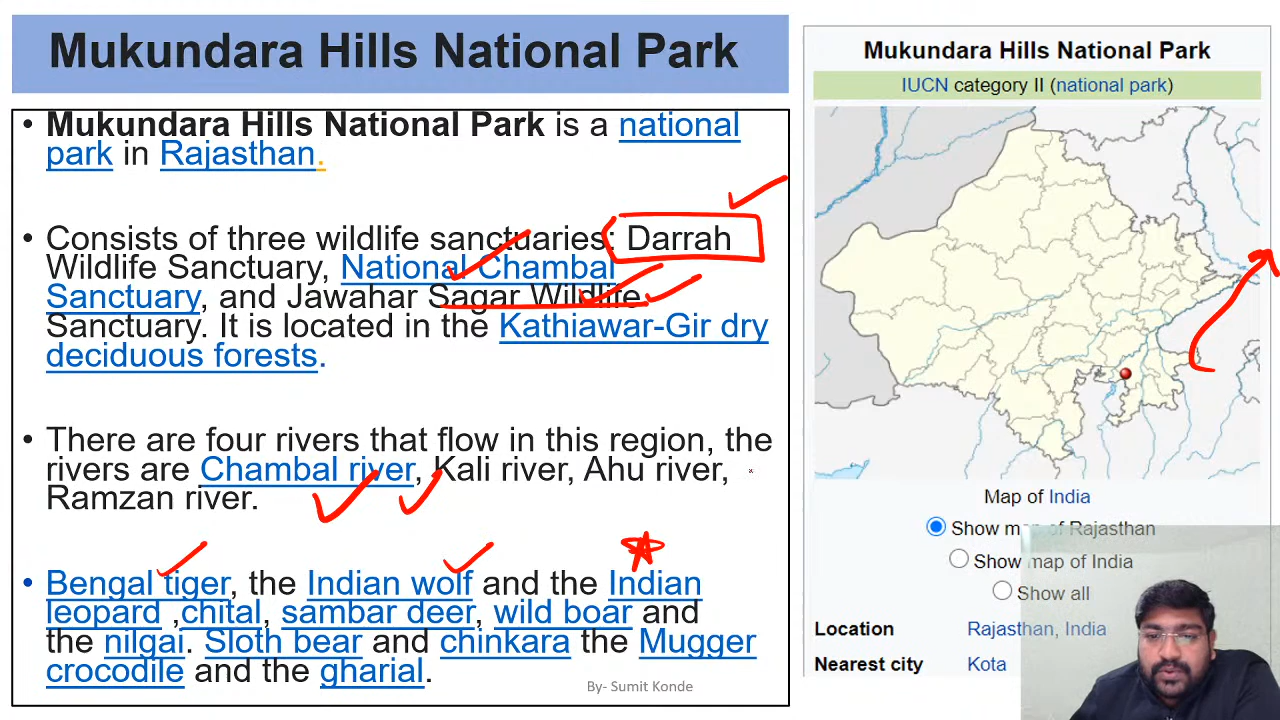 Mukundara Hills National Park
• Mukundara Hills National Park is a national
park in Rajasthan.
• Consists of three wildlife sanctuaries: Darrah
Wildlife Sanctuary, National Chambal
Sanctuary, and Jawahar Sagar Wildlife
Sanctuary. It is located in the Kathiawar-Gir dry
deciduous forests.
• There are four rivers that flow in this region, the
rivers are Chambal river, Kali river, Ahu river,
Ramzan river.
• Bengal tiger, the Indian wolf and the Indian
leopard ,chital, sambar deer, wild boar and
the nilgai. Sloth bear and chinkara the Mugger
crocodile and the gharial.
By- Sumit Konde
Mukundara Hills National Park
IUCN category II (national park)
Map of India
Show map of Rajasthan
Show map of India
Show all
Location Rajasthan, India
Nearest city Kota